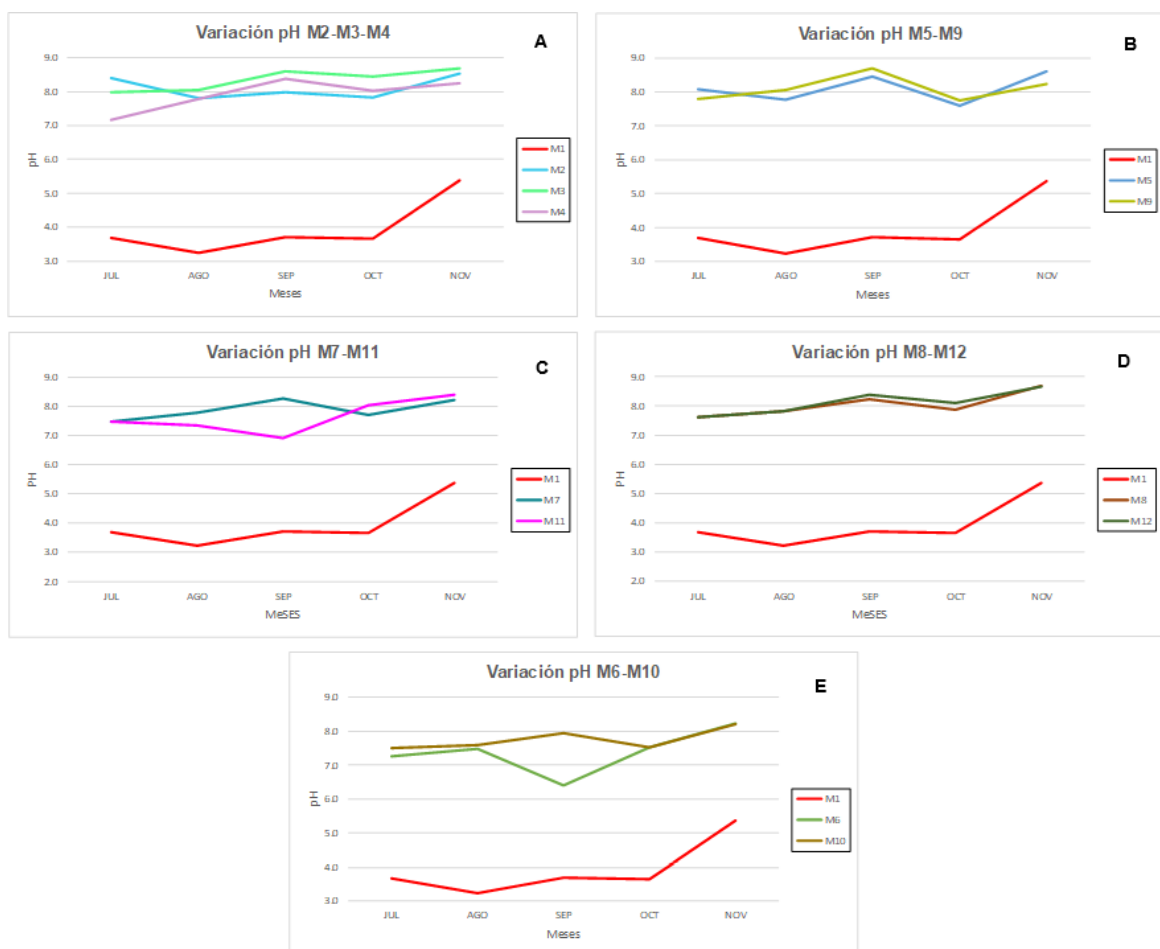 Variación pH M2-M3-M4
A
9.0
8.0
7.0
6.0
5.0
4.0
3.0
pH
JUL AGO SEP OCT NOV
Meses
M1
M2
M3
M4
Variación pH M5-M9
B
9.0
8.0
7.0
6.0
5.0
4.0
3.0
pH
JUL AGO SEP OCT NOV
Meses
M1
M5
M9
Variación pH M7-M11
C
9.0
8.0
7.0
6.0
5.0
4.0
3.0
2.0
PH
JUL AGO SEP OCT NOV
MeSES
M1
M7
M11
Variación pH M8-M12
D
9.0
8.0
7.0
6.0
5.0
4.0
3.0
2.0
PH
JUL AGO SEP OCT NOV
MeSES
M1
M8
M12
Variación pH M6-M10
E
9.0
8.0
7.0
6.0
5.0
4.0
3.0
pH
JUL AGO SEP OCT NOV
Meses
M1
M6
M10